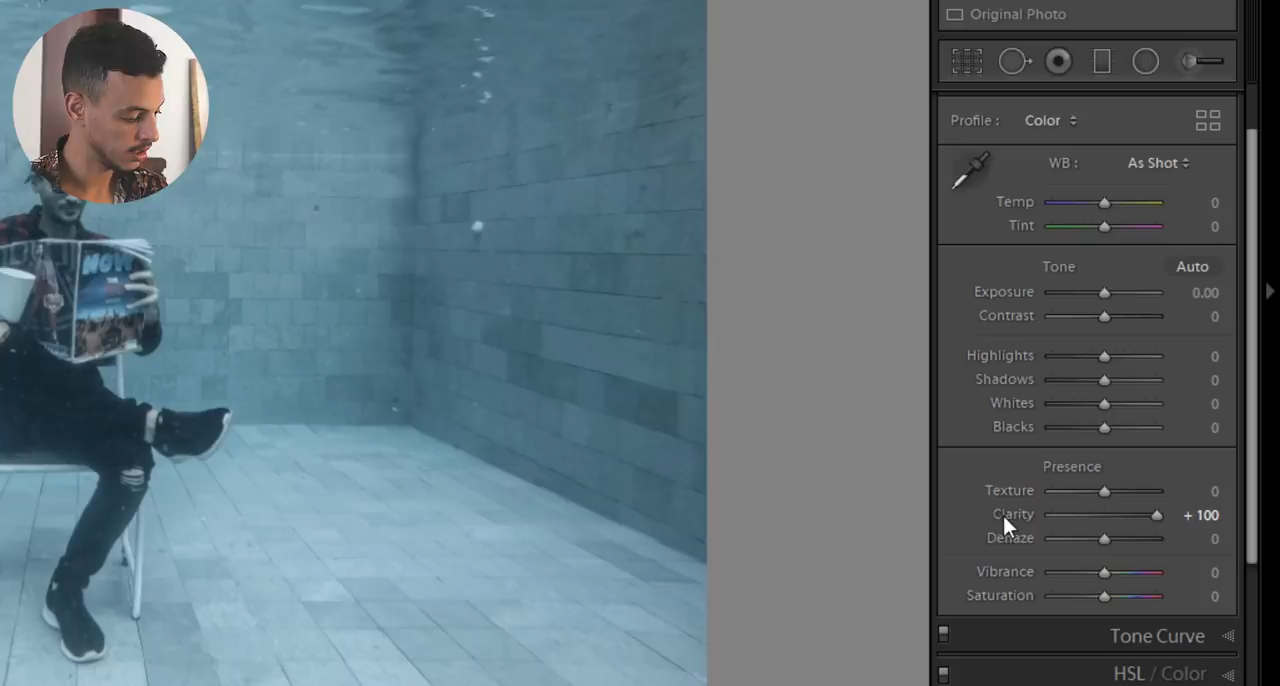 Original Photo
Profile : Color
WB : As Shot
Temp 0
Tint 0
Tone Auto
Exposure 0.00
Contrast 0
Highlights 0
Shadows 0
Whites 0
Blacks 0
Presence
Texture 0
Clarity + 100
Dehaze 0
Vibrance 0
Saturation 0
Tone Curve
HSL / Color
NOW